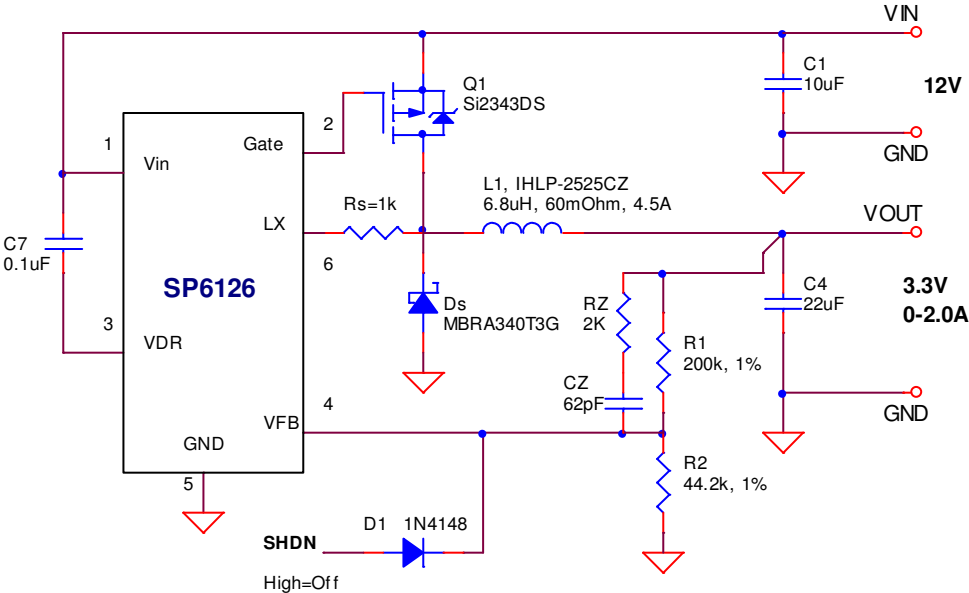 VIN
C1
10uF
12V
GND
Q1
Si2343DS
2
Gate
1
Vin
L1, IHLP-2525CZ
6.8uH, 60mOhm, 4.5A
VOUT
Rs=1k
LX
6
C7
0.1uF
SP6126
Ds
MBRA340T3G
RZ
2K
C4
22uF
3.3V
0-2.0A
3
VDR
R1
200k, 1%
CZ
62pF
4
VFB
GND
GND
5
R2
44.2k, 1%
D1 1N4148
SHDN
High=Off